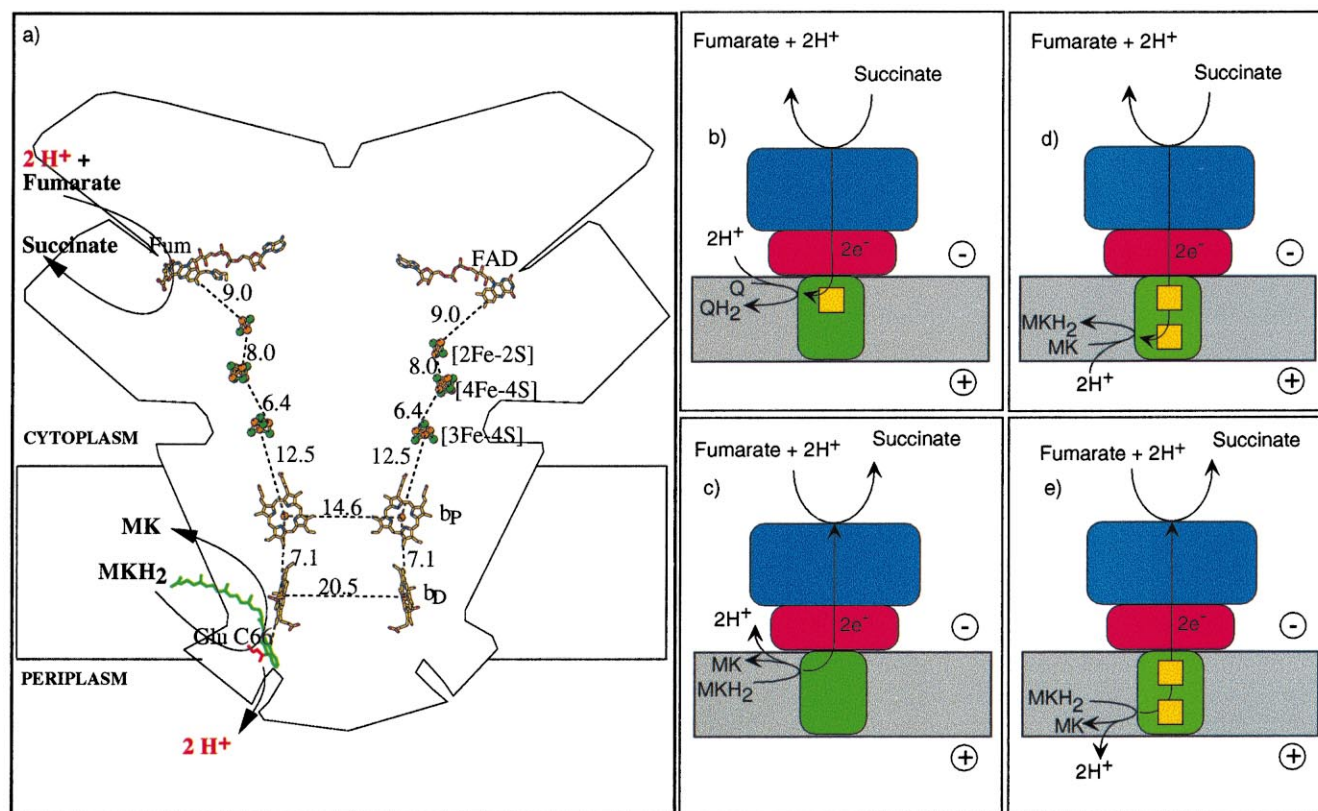 a)
2 H+ +
Fumarate
Succinate
Fum
FAD
9.0
9.0
[2Fe-2S]
8.0
8.0
[4Fe-4S]
6.4
6.4
[3Fe-4S]
CYTOPLASM
12.5
12.5
14.6
bP
MK
7.1
7.1
MKH2
20.5
bD
Glu C66
PERIPLASM
2 H+
Fumarate + 2H+
Succinate
b)
2e-
2H+
Q
QH2
-
+
Fumarate + 2H+
Succinate
d)
2e-
MKH2
MK
2H+
-
+
Fumarate + 2H+
Succinate
c)
2H+
2e-
MK
MKH2
-
+
Fumarate + 2H+
Succinate
e)
2e-
MKH2
MK
2H+
-
+